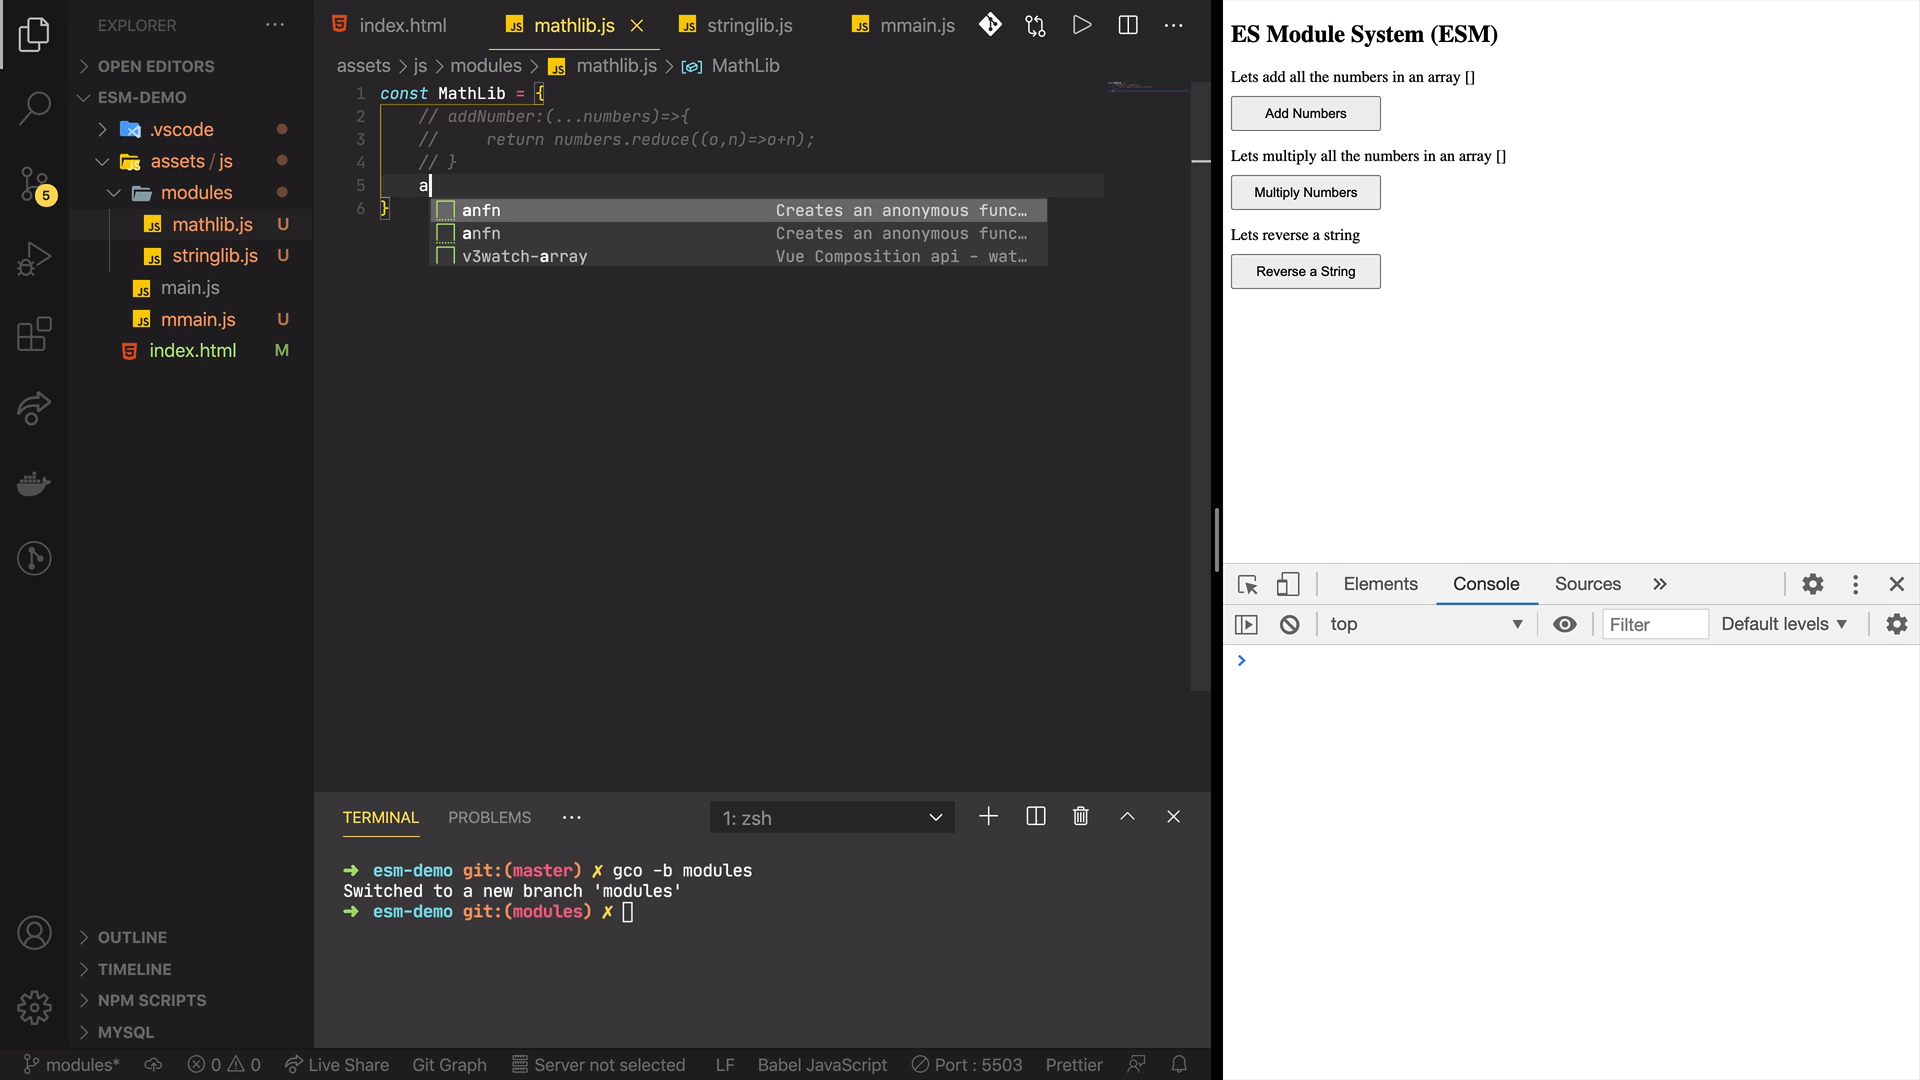 EXPLORER
OPEN EDITORS
ESM-DEMO
.vscode
assets / js
modules
mathlib.js U
stringlib.js U
main.js
mmain.js U
index.html M
5
OUTLINE
TIMELINE
NPM SCRIPTS
MYSQL
index.html
mathlib.js
stringlib.js
mmain.js
assets > js > modules > mathlib.js > MathLib
1 const MathLib = {
2 // addNumber:(...numbers)=>{
3 //     return numbers.reduce((o,n)=>o+n);
4 // }
5 a
6 }
anfn Creates an anonymous func…
anfn Creates an anonymous func…
v3watch-array Vue Composition api – wat…
TERMINAL
PROBLEMS
1: zsh
➜ esm-demo git:(master) ✗ gco -b modules
Switched to a new branch 'modules'
➜ esm-demo git:(modules) ✗
modules* 0 0 Live Share Git Graph Server not selected LF Babel JavaScript Port : 5503 Prettier
ES Module System (ESM)
Lets add all the numbers in an array []
Add Numbers
Lets multiply all the numbers in an array []
Multiply Numbers
Lets reverse a string
Reverse a String
Elements Console Sources »
top ▼ Filter Default levels ▼
>